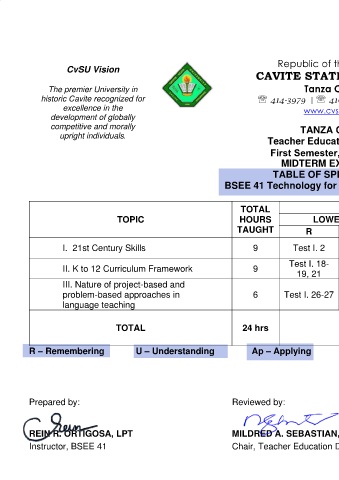 CvSU Vision
The premier University in
historic Cavite recognized for
excellence in the
development of globally
competitive and morally
upright individuals.
Republic of th
CAVITE STAT
Tanza C
☏ 414-3979 | ☏ 41
www.cvs
TANZA C
Teacher Educat
First Semester,
MIDTERM EX
TABLE OF SPE
BSEE 41 Technology for
TOPIC
TOTAL
HOURS
TAUGHT
LOWE
R
I. 21st Century Skills 9 Test I. 2
II. K to 12 Curriculum Framework 9 Test I. 18-
19, 21
III. Nature of project-based and
problem-based approaches in
language teaching
6 Test I. 26-27
TOTAL 24 hrs
R – Remembering U – Understanding Ap – Applying
Prepared by: Reviewed by:
REIN R. ORTIGOSA, LPT MILDRED A. SEBASTIAN,
Instructor, BSEE 41 Chair, Teacher Education D